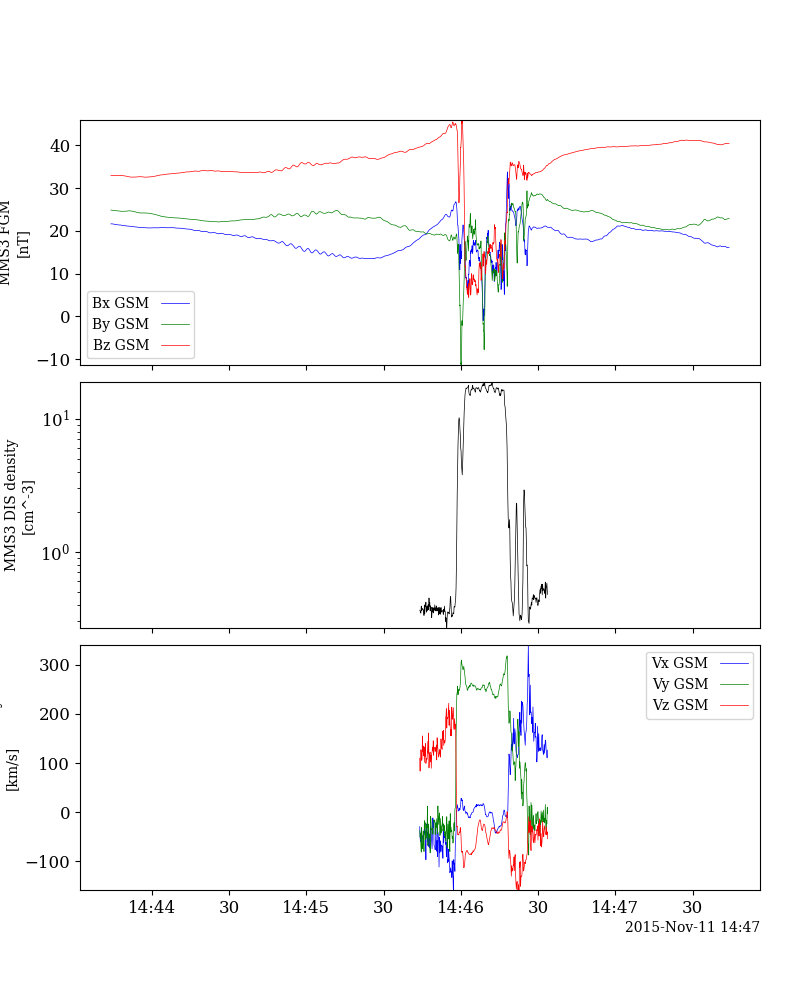 40
30
20
10
0
−10
MMS3 FGM
[nT]
Bx GSM
By GSM
Bz GSM
10^1
10^0
MMS3 DIS density
[cm^-3]
300
200
100
0
−100
[km/s]
Vx GSM
Vy GSM
Vz GSM
14:44 30 14:45 30 14:46 30 14:47 30
2015-Nov-11 14:47